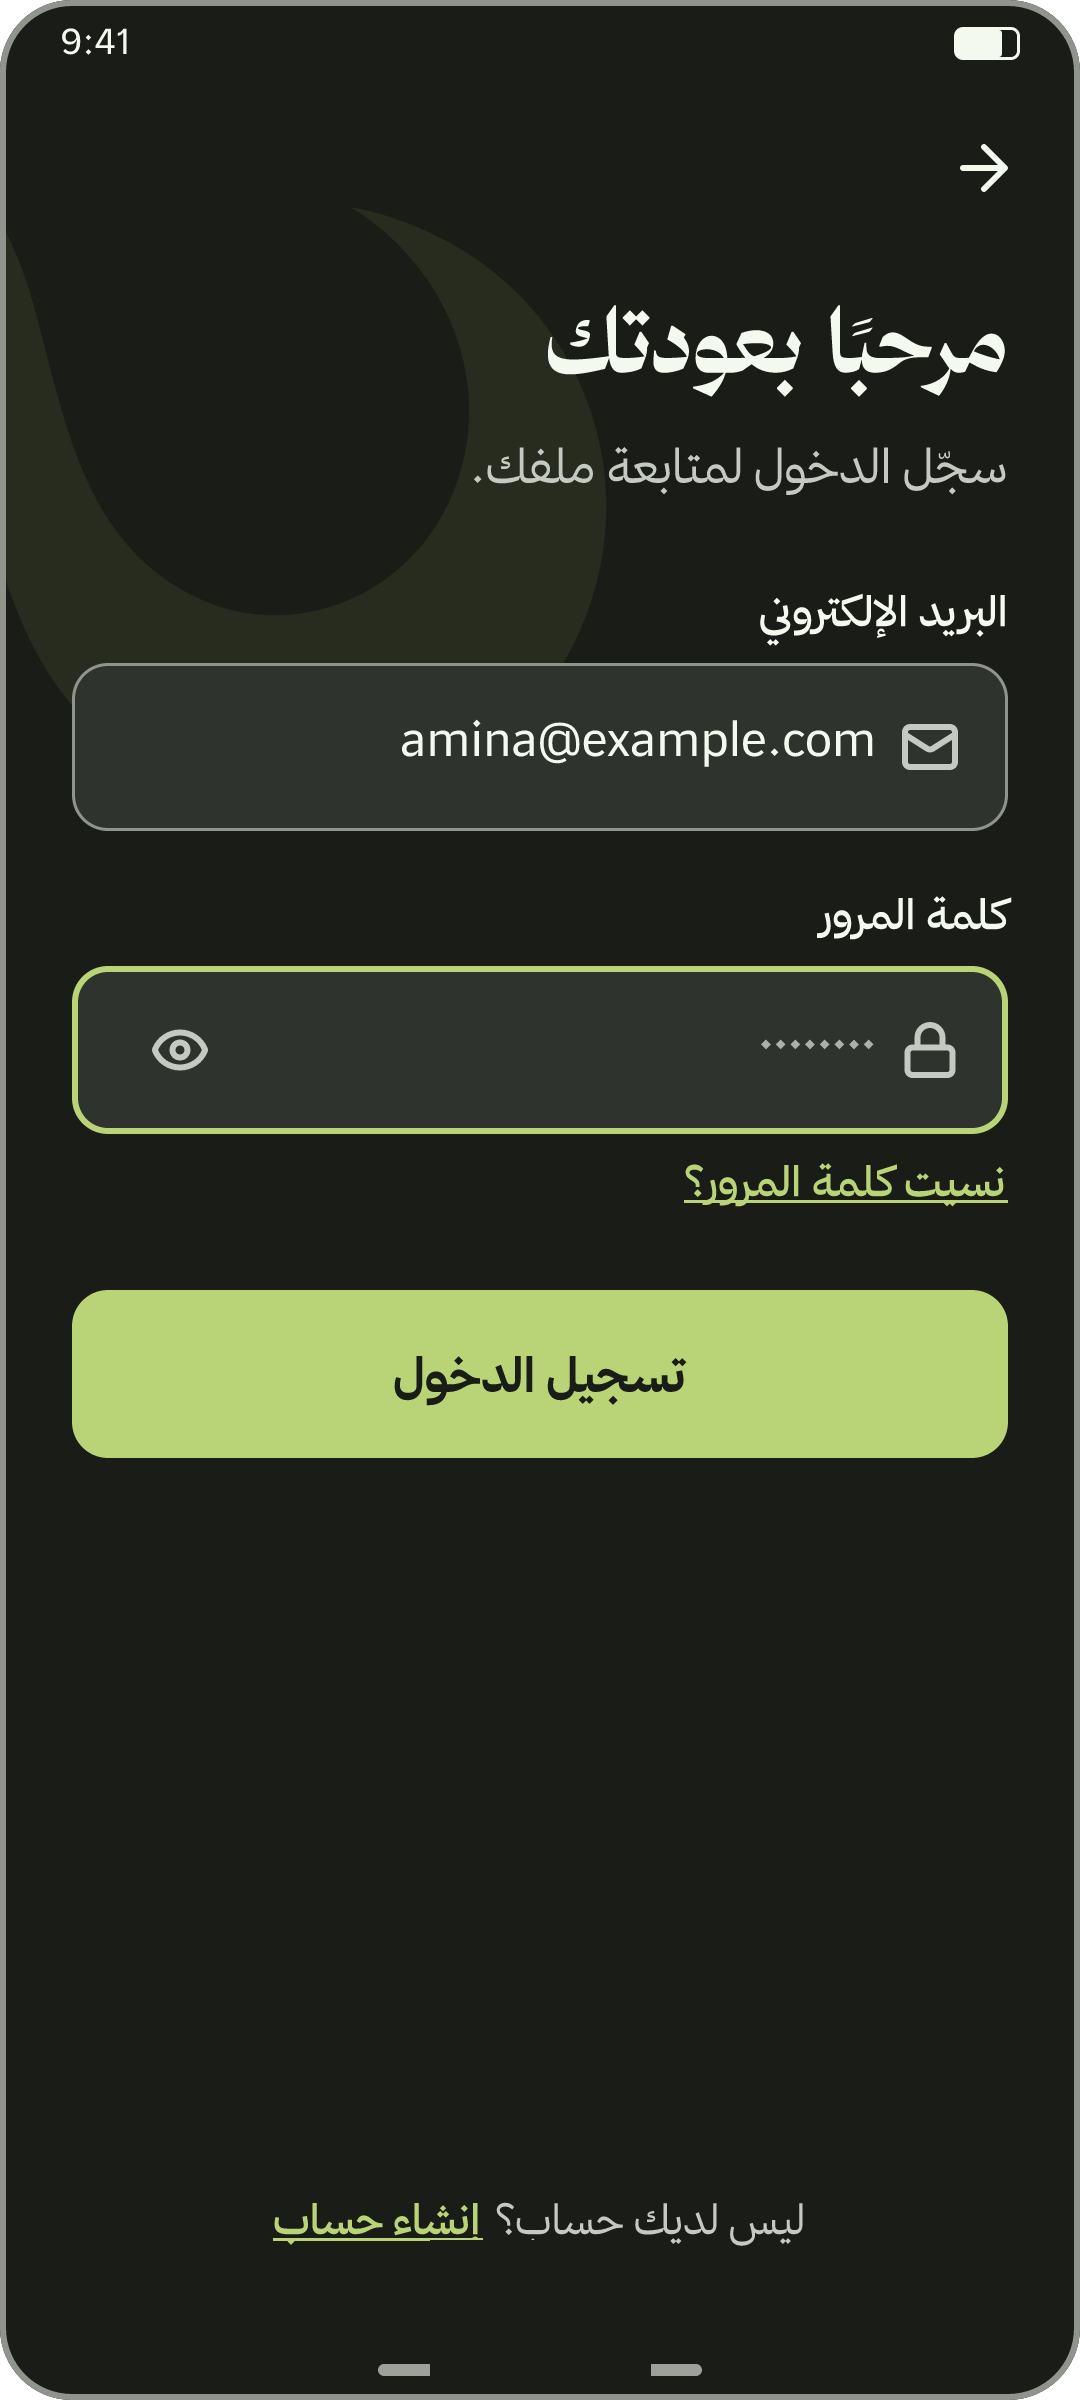 9:41
مرحبًا بعودتك
سجّل الدخول لمتابعة ملفك.
البريد الإلكتروني
amina@example.com
كلمة المرور
••••••••
نسيت كلمة المرور؟
تسجيل الدخول
ليس لديك حساب؟ إنشاء حساب